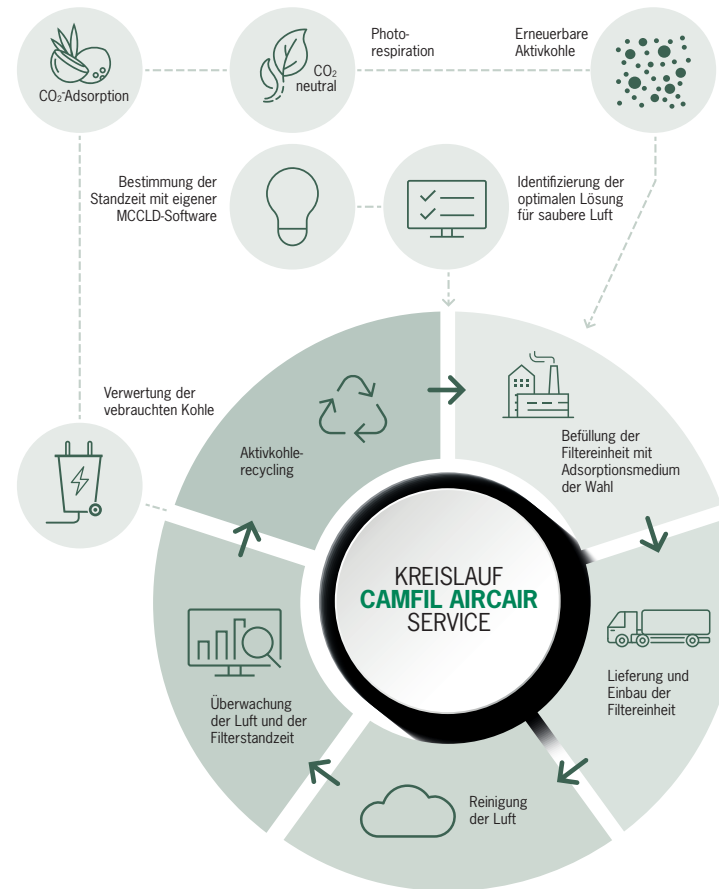 CO₂-Adsorption
CO₂
neutral
Photo-
respiration
Erneuerbare
Aktivkohle
Bestimmung der
Standzeit mit eigener
MCCLD-Software
Identifizierung der
optimalen Lösung
für saubere Luft
Verwertung der
vebrauchten Kohle
Aktivkohle-
recycling
Befüllung der
Filtereinheit mit
Adsorptionsmedium
der Wahl
KREISLAUF
CAMFIL AIRCAIR
SERVICE
Lieferung und
Einbau der
Filtereinheit
Überwachung
der Luft und der
Filterstandzeit
Reinigung
der Luft